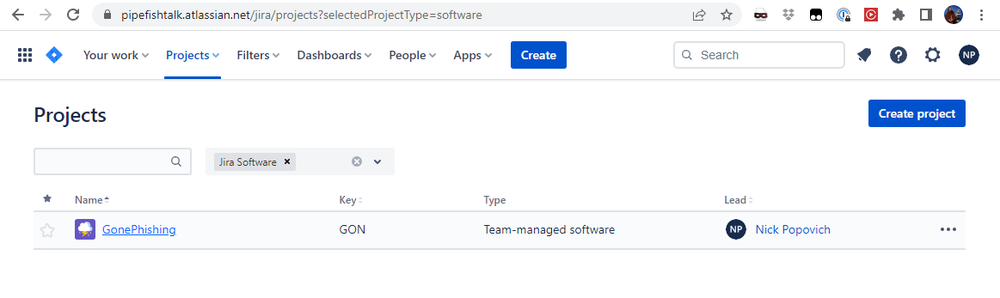 pipefishtalk.atlassian.net/jira/projects?selectedProjectType=software
Your work Projects Filters Dashboards People Apps Create Search NP
Projects Create project
Jira Software
Name Key Type Lead
GonePhishing GON Team-managed software NP Nick Popovich